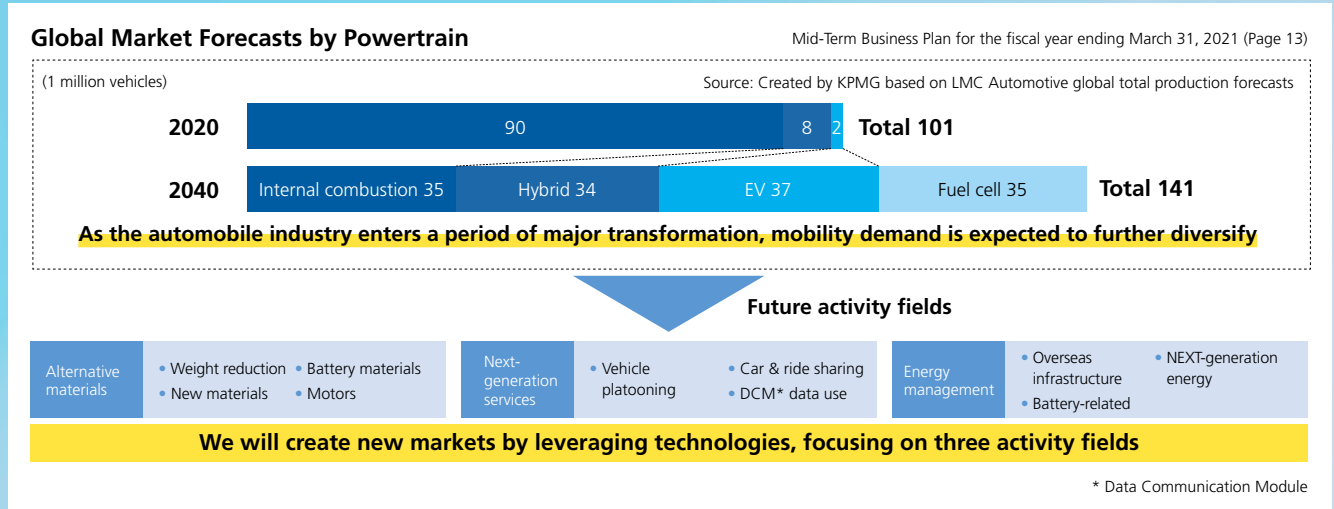 Global Market Forecasts by Powertrain
Mid-Term Business Plan for the fiscal year ending March 31, 2021 (Page 13)
(1 million vehicles)
Source: Created by KPMG based on LMC Automotive global total production forecasts
2020
90
8
2
Total 101
2040
Internal combustion 35
Hybrid 34
EV 37
Fuel cell 35
Total 141
As the automobile industry enters a period of major transformation, mobility demand is expected to further diversify
Future activity fields
Alternative
materials
• Weight reduction
• New materials
• Battery materials
• Motors
Next-
generation
services
• Vehicle
platooning
• Car & ride sharing
• DCM* data use
Energy
management
• Overseas
infrastructure
• Battery-related
• NEXT-generation
energy
We will create new markets by leveraging technologies, focusing on three activity fields
* Data Communication Module